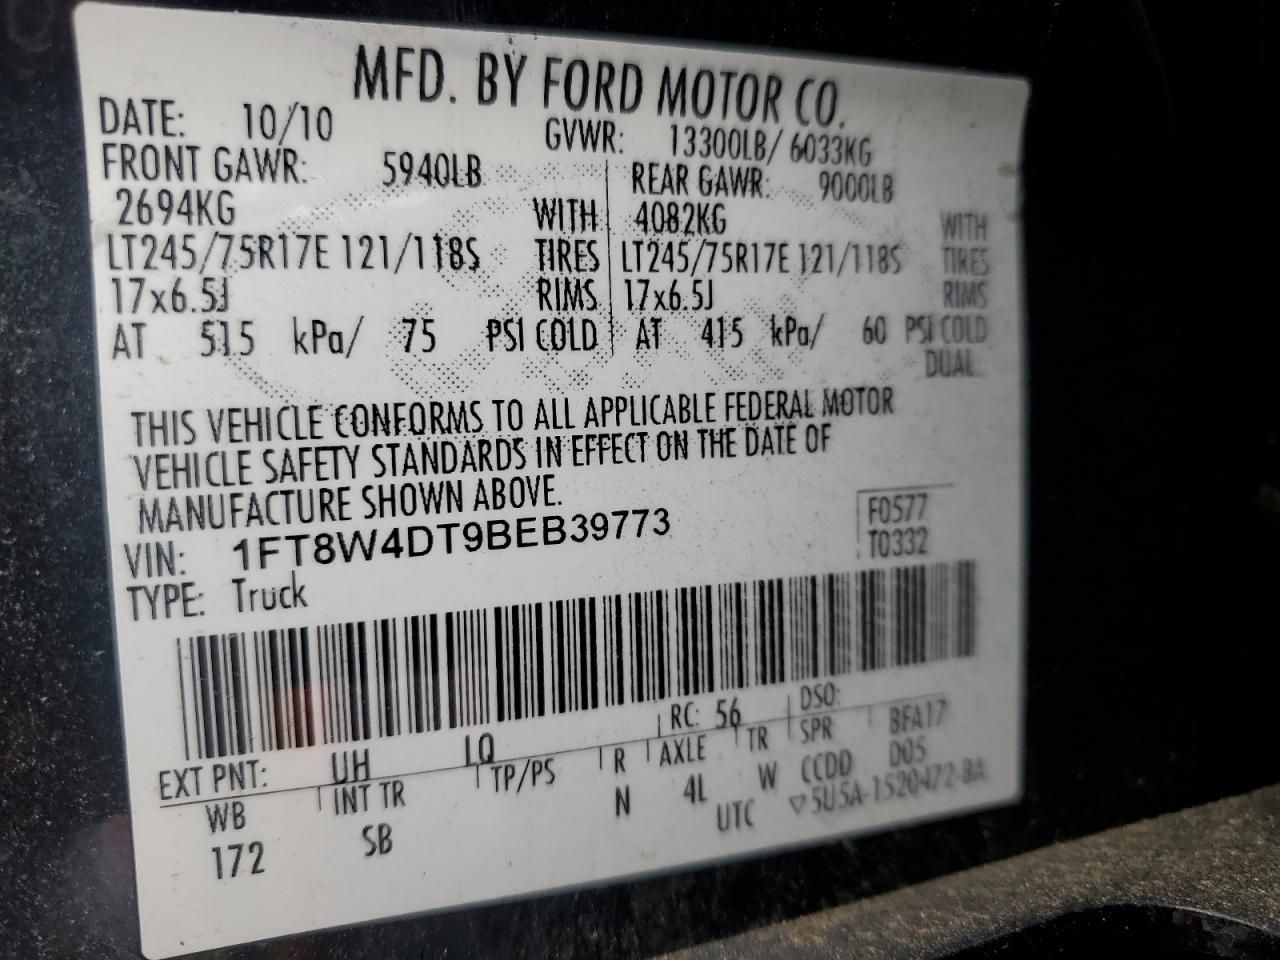 MFD. BY FORD MOTOR CO.
DATE: 10/10 GVWR: 13300LB/ 6033KG
FRONT GAWR: 5940LB REAR GAWR: 9000LB
2694KG WITH 4082KG WITH
LT245/75R17E 121/118S TIRES LT245/75R17E 121/118S TIRES
17x6.5J RIMS 17x6.5J RIMS
AT 515 kPa/ 75 PSI COLD AT 415 kPa/ 60 PSI COLD
DUAL
THIS VEHICLE CONFORMS TO ALL APPLICABLE FEDERAL MOTOR
VEHICLE SAFETY STANDARDS IN EFFECT ON THE DATE OF
MANUFACTURE SHOWN ABOVE.
VIN: 1FT8W4DT9BEB39773 F0577
TYPE: Truck T0332
RC: 56 DSO:
EXT PNT: UH LQ
WB INT TR TP/PS R AXLE TR SPR BFA17
172 SB N 4L W CCDD D05
UTC ▽5U5A-1520472-BA